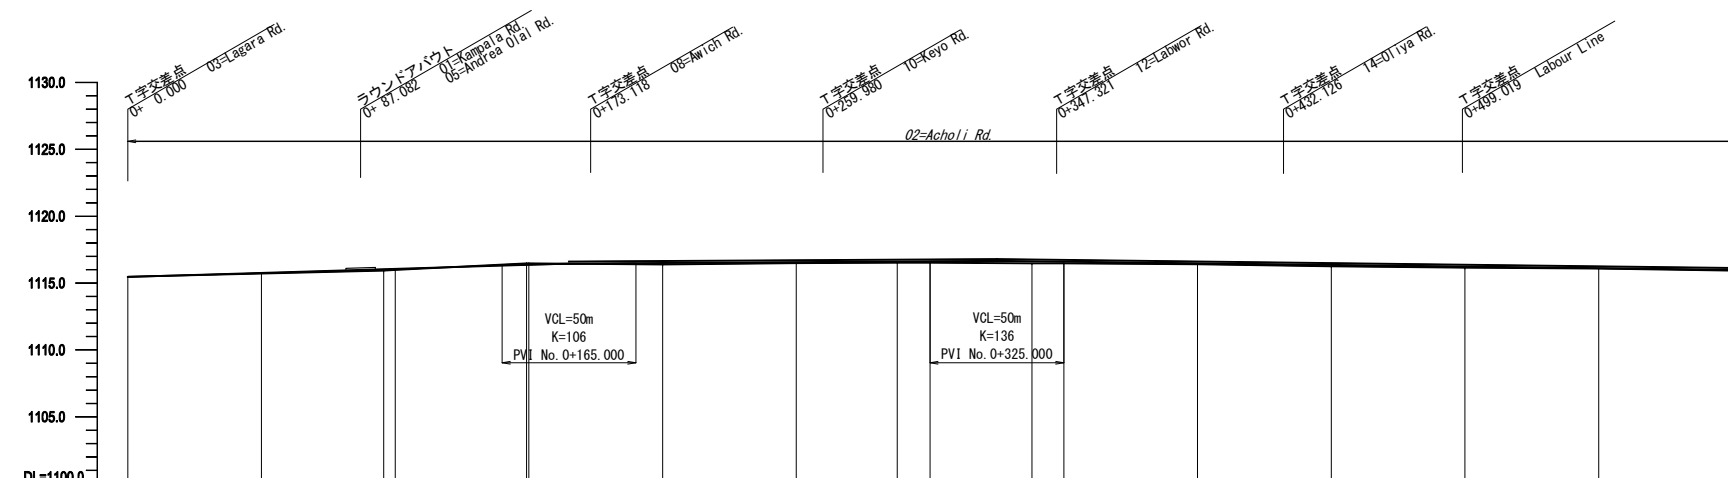 T字交差点 03=Lagara Rd.
0+ 0.000
ラウンドアバウト 01=Kampala Rd.
0+ 87.082 05=Andrea Olal Rd.
T字交差点 08=Awich Rd.
0+173.118
T字交差点 10=Keyo Rd.
0+259.980
T字交差点 12=Labwor Rd.
0+347.321
T字交差点 14=Oliya Rd.
0+432.126
T字交差点 Labour Line
0+499.019
1130.0
02=Acholi Rd.
1125.0
1120.0
1115.0
VCL=50m
K=106
PVI No.0+165.000
VCL=50m
K=136
PVI No.0+325.000
1110.0
1105.0
DL=1100.0